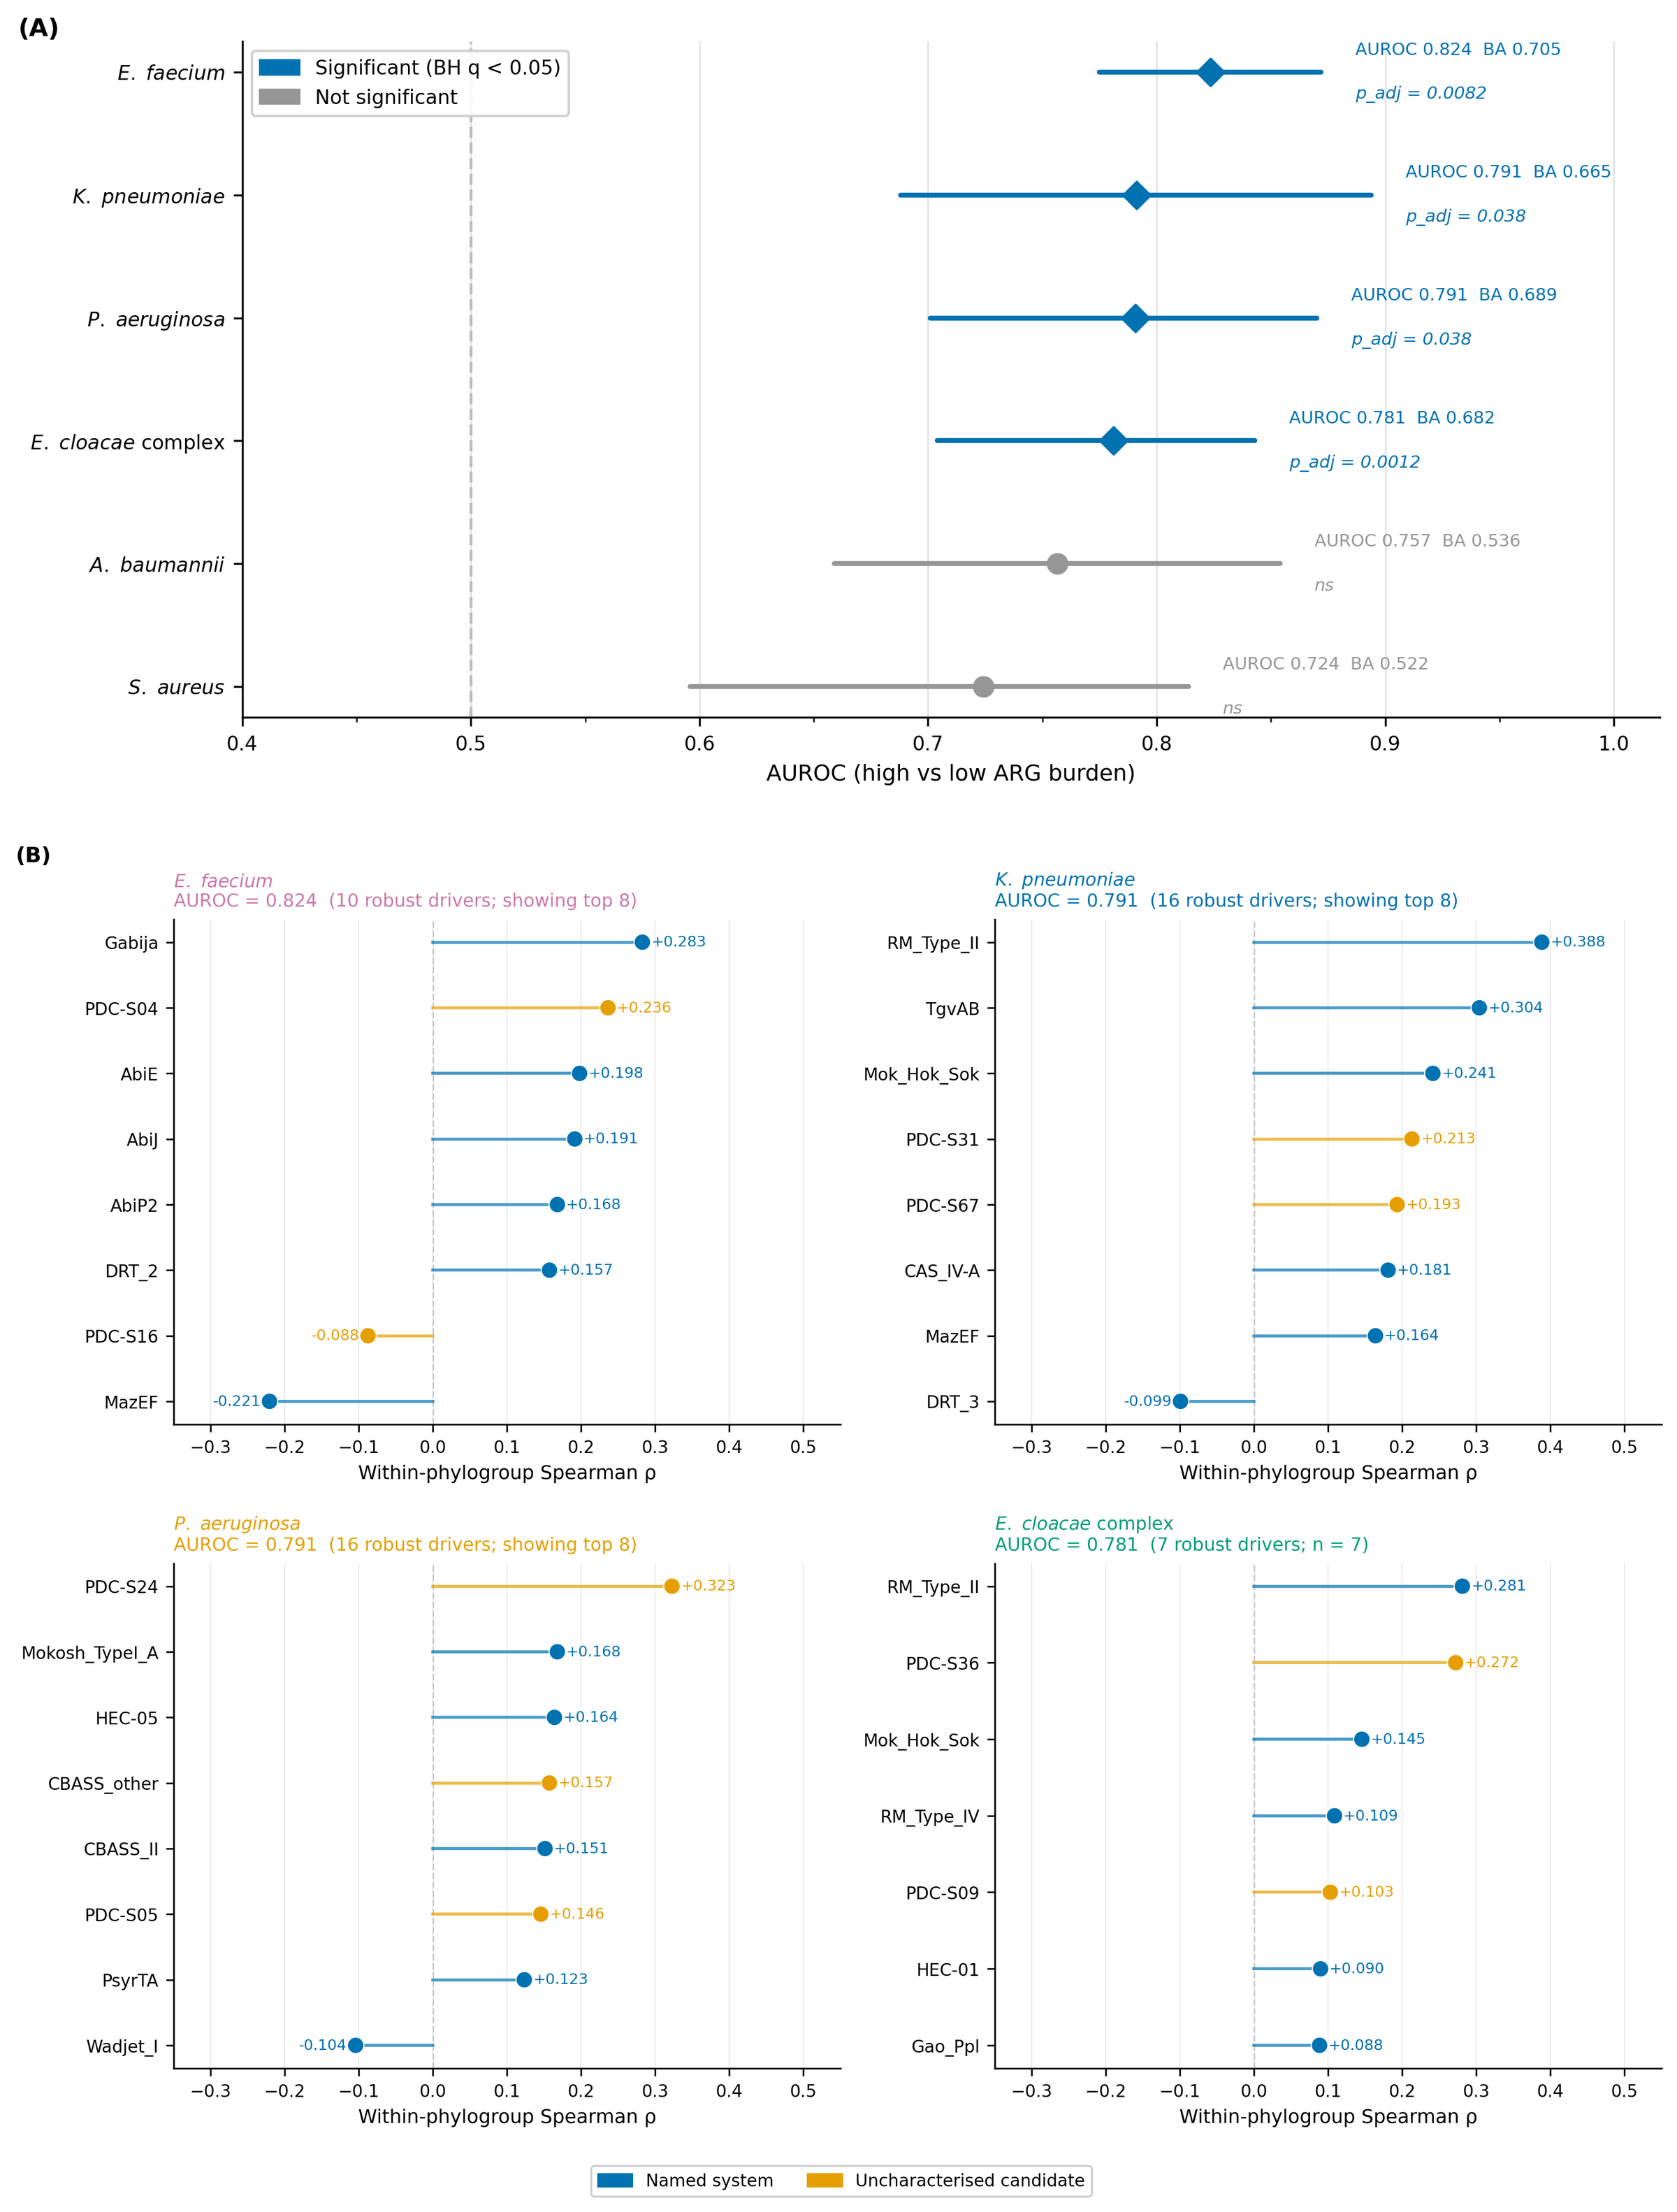 (A)
Significant (BH q < 0.05)
Not significant
E. faecium
AUROC 0.824 BA 0.705
p_adj = 0.0082
K. pneumoniae
AUROC 0.791 BA 0.665
p_adj = 0.038
P. aeruginosa
AUROC 0.791 BA 0.689
p_adj = 0.038
E. cloacae complex
AUROC 0.781 BA 0.682
p_adj = 0.0012
A. baumannii
AUROC 0.757 BA 0.536
ns
S. aureus
AUROC 0.724 BA 0.522
ns
0.4 0.5 0.6 0.7 0.8 0.9 1.0
AUROC (high vs low ARG burden)
(B)
E. faecium
AUROC = 0.824 (10 robust drivers; showing top 8)
Gabija +0.283
PDC-S04 +0.236
AbiE +0.198
AbiJ +0.191
AbiP2 +0.168
DRT_2 +0.157
PDC-S16 -0.088
MazEF -0.221
−0.3 −0.2 −0.1 0.0 0.1 0.2 0.3 0.4 0.5
Within-phylogroup Spearman ρ
K. pneumoniae
AUROC = 0.791 (16 robust drivers; showing top 8)
RM_Type_II +0.388
TgvAB +0.304
Mok_Hok_Sok +0.241
PDC-S31 +0.213
PDC-S67 +0.193
CAS_IV-A +0.181
MazEF +0.164
DRT_3 -0.099
−0.3 −0.2 −0.1 0.0 0.1 0.2 0.3 0.4 0.5
Within-phylogroup Spearman ρ
P. aeruginosa
AUROC = 0.791 (16 robust drivers; showing top 8)
PDC-S24 +0.323
Mokosh_TypeI_A +0.168
HEC-05 +0.164
CBASS_other +0.157
CBASS_II +0.151
PDC-S05 +0.146
PsyrTA +0.123
Wadjet_I -0.104
−0.3 −0.2 −0.1 0.0 0.1 0.2 0.3 0.4 0.5
Within-phylogroup Spearman ρ
E. cloacae complex
AUROC = 0.781 (7 robust drivers; n = 7)
RM_Type_II +0.281
PDC-S36 +0.272
Mok_Hok_Sok +0.145
RM_Type_IV +0.109
PDC-S09 +0.103
HEC-01 +0.090
Gao_Ppl +0.088
−0.3 −0.2 −0.1 0.0 0.1 0.2 0.3 0.4 0.5
Within-phylogroup Spearman ρ
Named system
Uncharacterised candidate